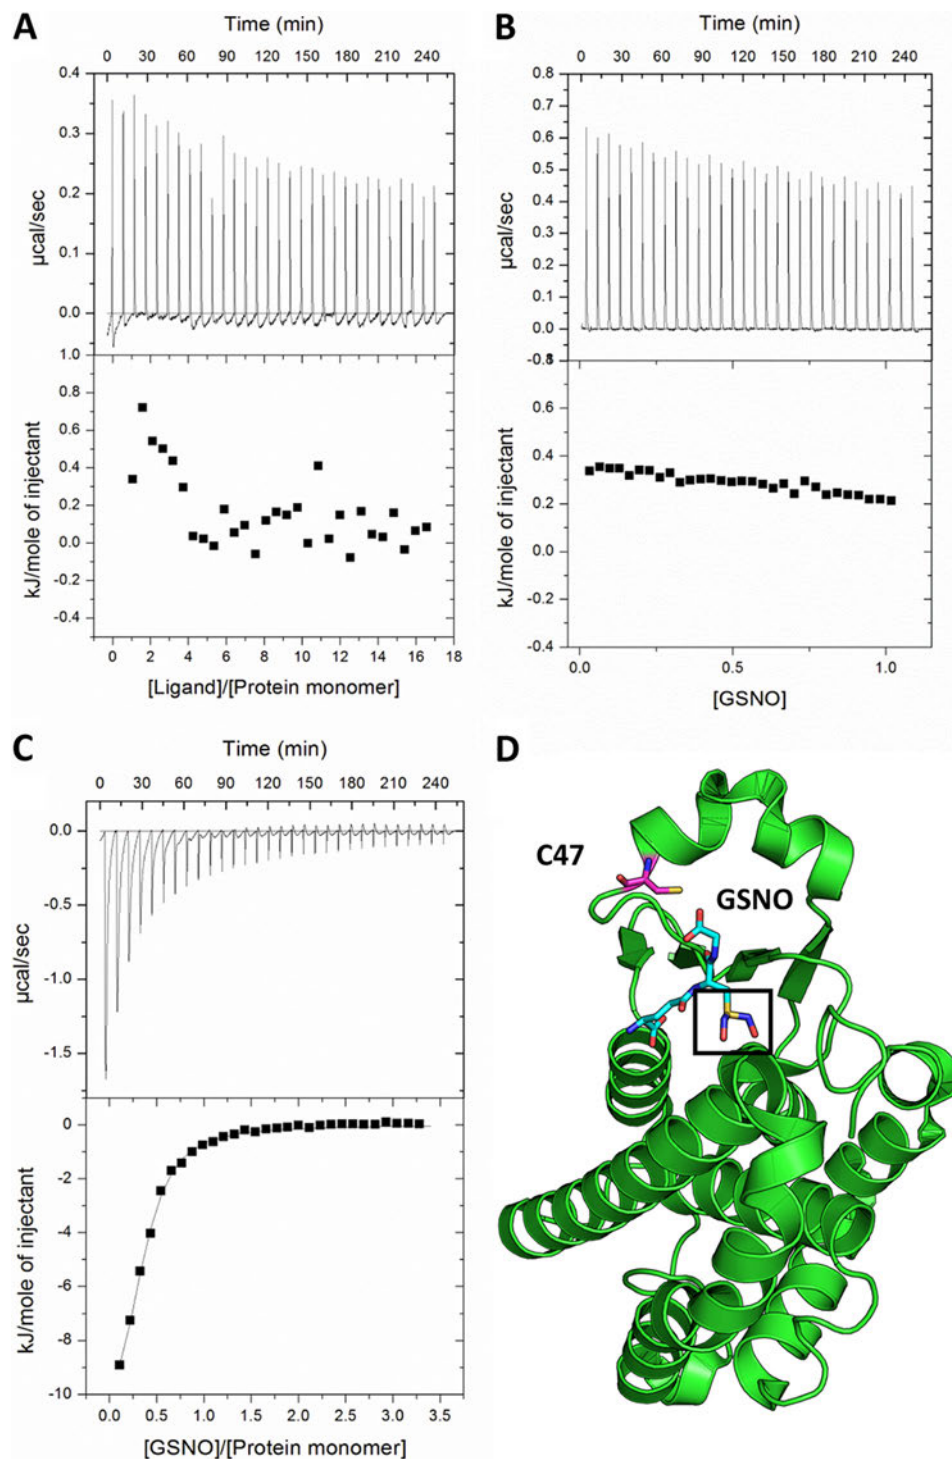 A
Time (min)
0 30 60 90 120 150 180 210 240
0.4
0.3
0.2
0.1
0.0
µcal/sec
1.0
0.8
0.6
0.4
0.2
0.0
-0.2
-0.4
kJ/mole of injectant
0 2 4 6 8 10 12 14 16 18
[Ligand]/[Protein monomer]
B
Time (min)
0 30 60 90 120 150 180 210 240
0.8
0.7
0.6
0.5
0.4
0.3
0.2
0.1
0.0
µcal/sec
0.6
0.4
0.2
0.0
-0.2
-0.4
kJ/mole of injectant
0.0 0.5 1.0
[GSNO]
C
Time (min)
0 30 60 90 120 150 180 210 240
0.0
-0.5
-1.0
-1.5
µcal/sec
0
-2
-4
-6
-8
-10
kJ/mole of injectant
0.0 0.5 1.0 1.5 2.0 2.5 3.0 3.5
[GSNO]/[Protein monomer]
D
C47
GSNO